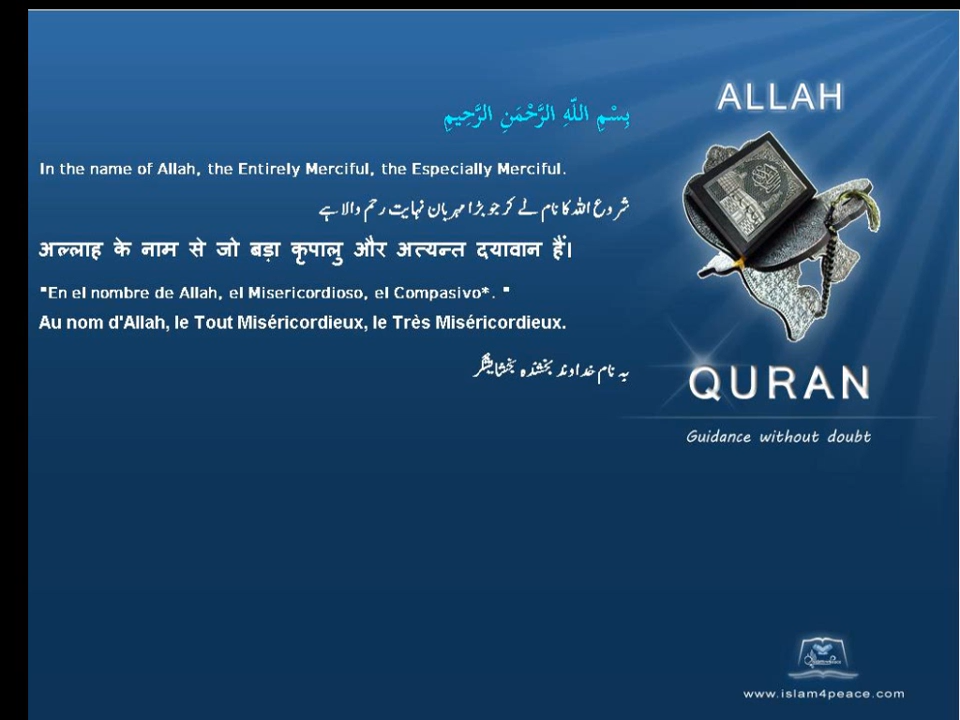 بِسْمِ اللَّهِ الرَّحْمَنِ الرَّحِيمِ
In the name of Allah, the Entirely Merciful, the Especially Merciful.
شروع الله کا نام لے کر جو بڑا مہربان نہایت رحم والا ہے
अल्लाह के नाम से जो बड़ा कृपालु और अत्यन्त दयावान हैं।
"En el nombre de Allah, el Misericordioso, el Compasivo*. "
Au nom d'Allah, le Tout Miséricordieux, le Très Miséricordieux.
به نام خداوند بخشنده بخشایشگر
ALLAH
QURAN
Guidance without doubt
www.islam4peace.com